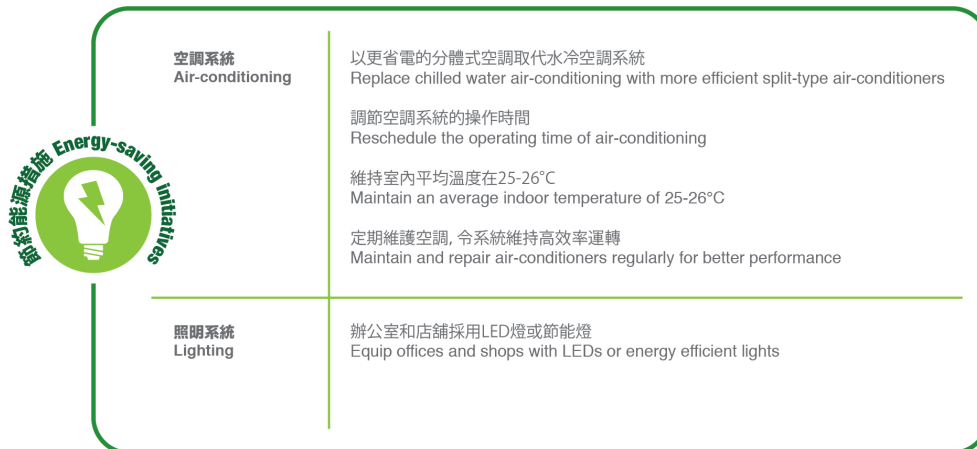 節約能源措施 Energy-saving initiatives
空調系統
Air-conditioning
以更省電的分體式空調取代水冷空調系統
Replace chilled water air-conditioning with more efficient split-type air-conditioners
調節空調系統的操作時間
Reschedule the operating time of air-conditioning
維持室內平均溫度在25-26°C
Maintain an average indoor temperature of 25-26°C
定期維護空調, 令系統維持高效率運轉
Maintain and repair air-conditioners regularly for better performance
照明系統
Lighting
辦公室和店舖採用LED燈或節能燈
Equip offices and shops with LEDs or energy efficient lights